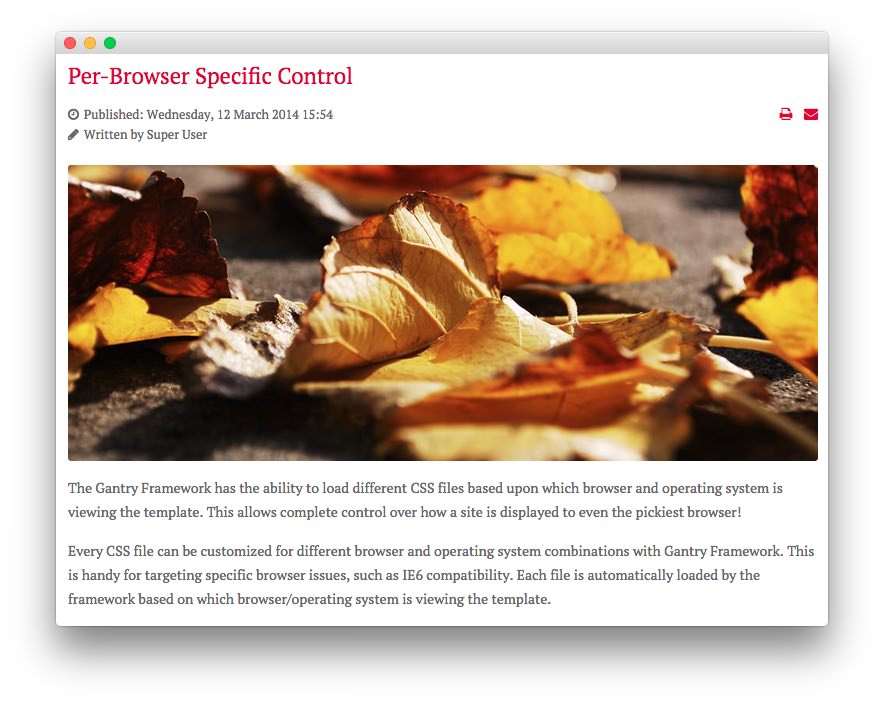 Per-Browser Specific Control
Published: Wednesday, 12 March 2014 15:54
Written by Super User
The Gantry Framework has the ability to load different CSS files based upon which browser and operating system is
viewing the template. This allows complete control over how a site is displayed to even the pickiest browser!
Every CSS file can be customized for different browser and operating system combinations with Gantry Framework. This
is handy for targeting specific browser issues, such as IE6 compatibility. Each file is automatically loaded by the
framework based on which browser/operating system is viewing the template.